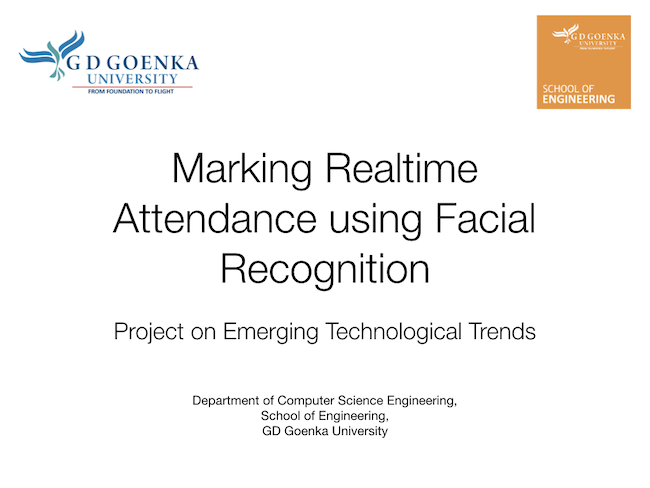 G D GOENKA
UNIVERSITY
FROM FOUNDATION TO FLIGHT
G D GOENKA
UNIVERSITY
SCHOOL OF
ENGINEERING
Marking Realtime
Attendance using Facial
Recognition
Project on Emerging Technological Trends
Department of Computer Science Engineering,
School of Engineering,
GD Goenka University